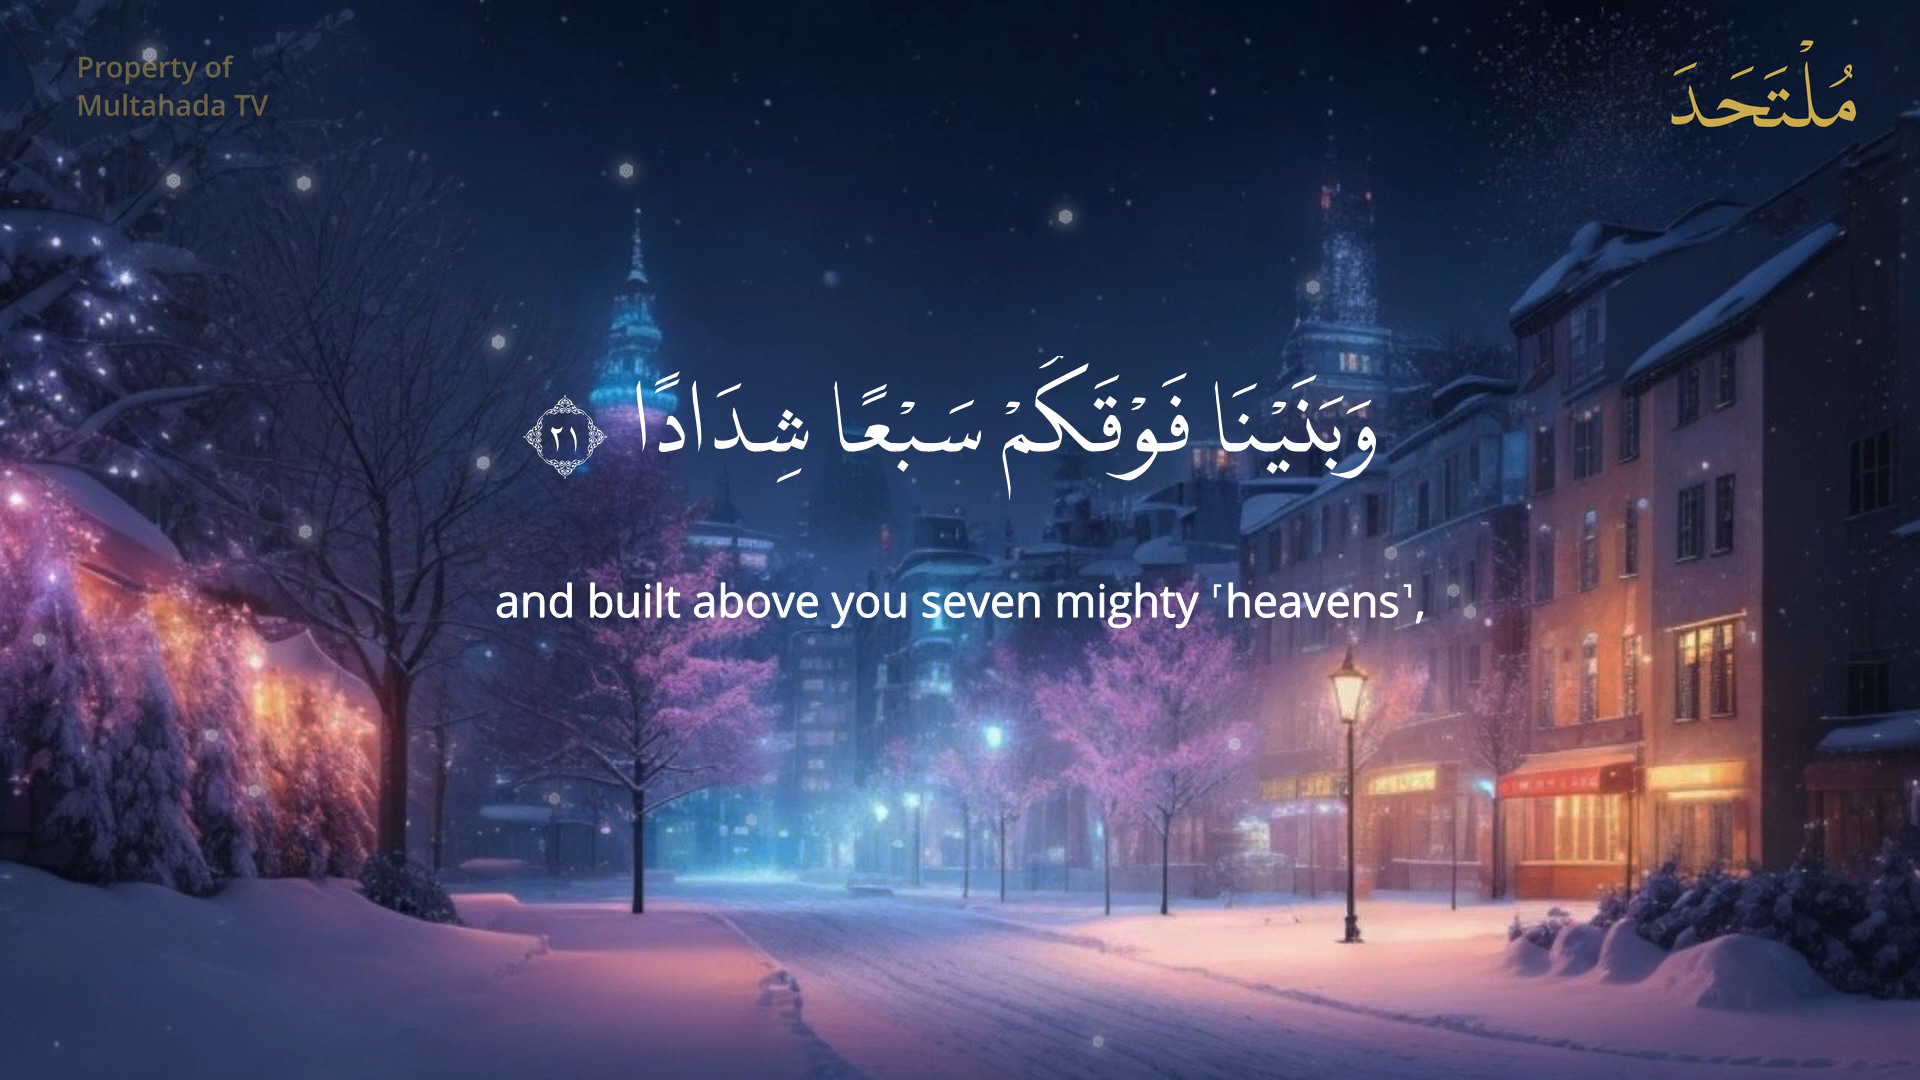 Property of
Multahada TV
مُلْتَحَدَ
وَبَنَيْنَا فَوْقَكُمْ سَبْعًا شِدَادًا ٢١
and built above you seven mighty ˹heavens˺,